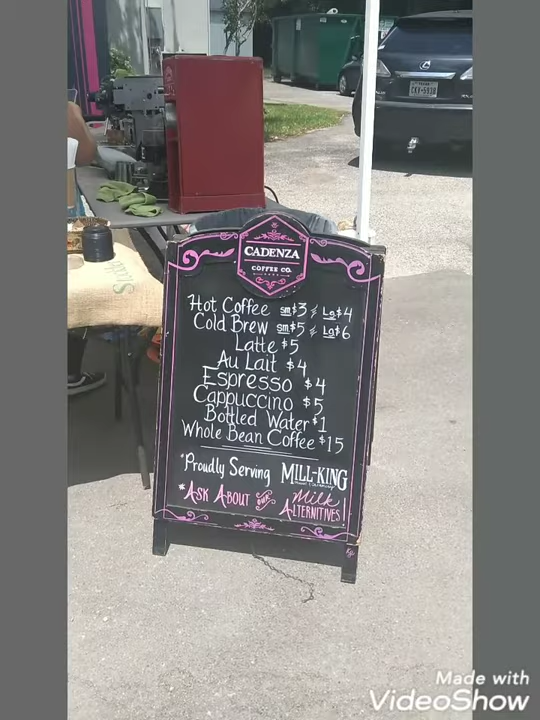 CADENZA
COFFEE CO.
Hot Coffee sm$3 Lg$4
Cold Brew sm$5 Lg$6
Latte $5
Au Lait $4
Espresso $4
Cappuccino $5
Bottled Water $1
Whole Bean Coffee $15
*Proudly Serving MILL-KING
*ASK ABOUT OUR Milk
ALTERNITIVES!
Made with
VideoShow